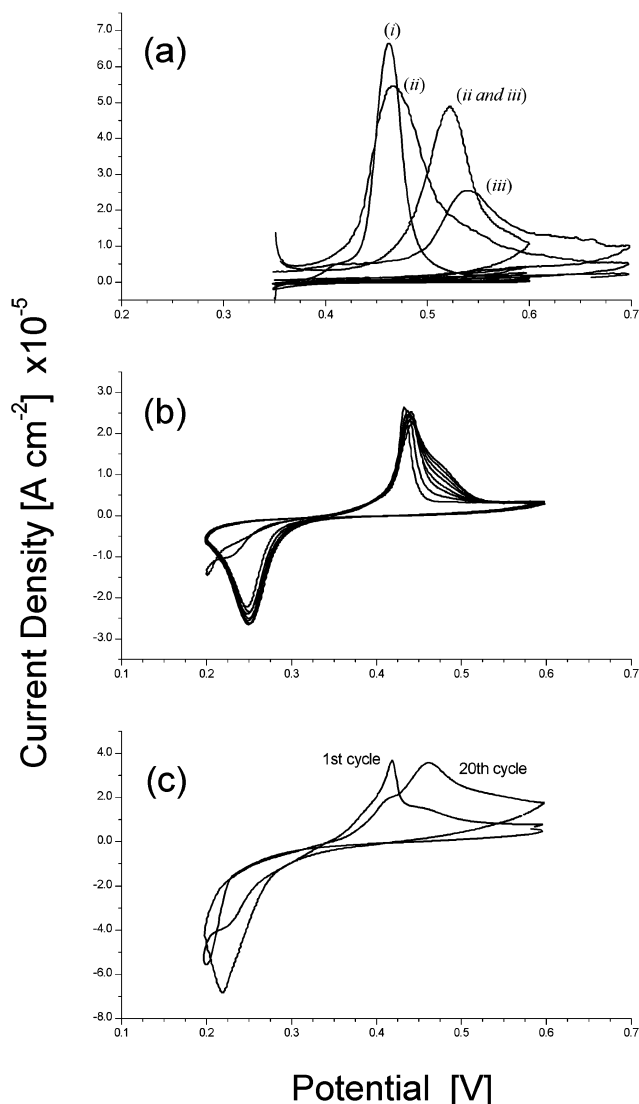 (a)
(i)
(ii)
(ii and iii)
(iii)
7.0
6.0
5.0
4.0
3.0
2.0
1.0
0.0
0.2 0.3 0.4 0.5 0.6 0.7
(b)
3.0
2.0
1.0
0.0
-1.0
-2.0
-3.0
0.1 0.2 0.3 0.4 0.5 0.6 0.7
(c)
1st cycle
20th cycle
4.0
2.0
0.0
-2.0
-4.0
-6.0
-8.0
0.1 0.2 0.3 0.4 0.5 0.6 0.7
Current Density [A cm⁻²] x10⁻⁵
Potential [V]